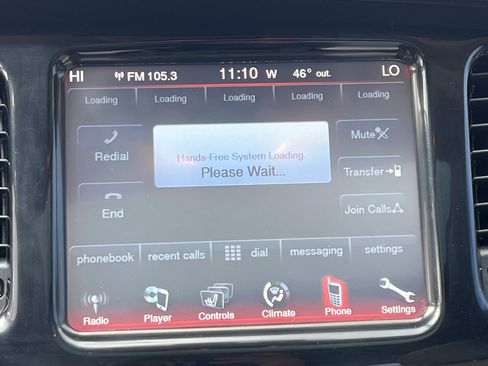 HI FM 105.3 11:10 W 46° out. LO
Loading Loading Loading Loading Loading
Redial
Hands-Free System Loading.
Please Wait...
Mute
Transfer
End
Join Calls
phonebook recent calls dial messaging settings
Radio Player Controls Climate Phone Settings